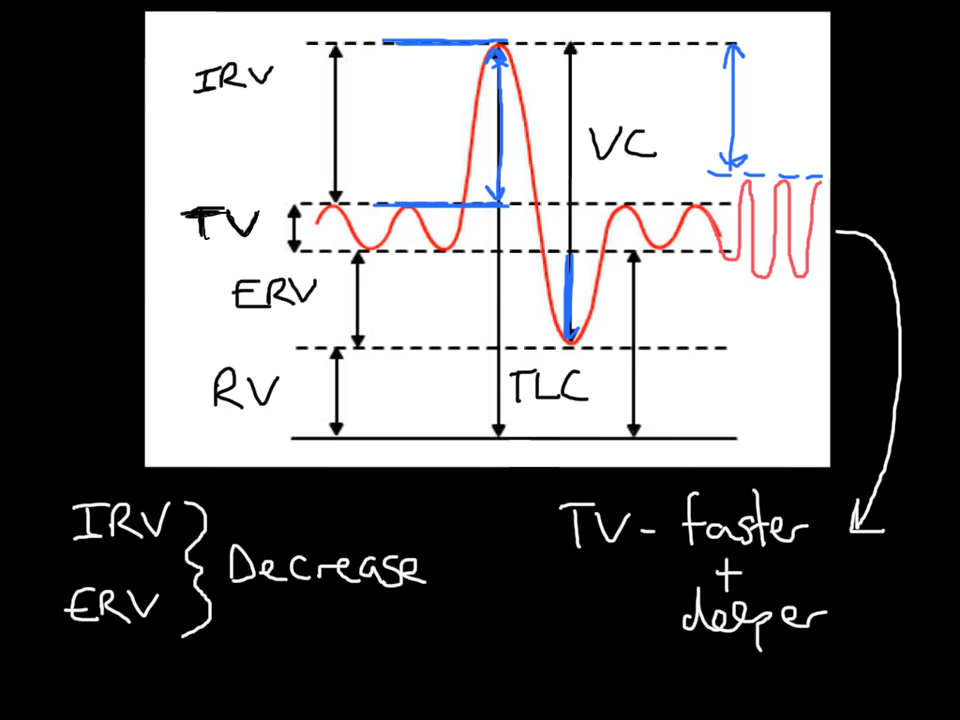 IRV
VC
TV
ERV
RV
TLC
IRV
ERV
Decrease
TV - faster
+
deeper